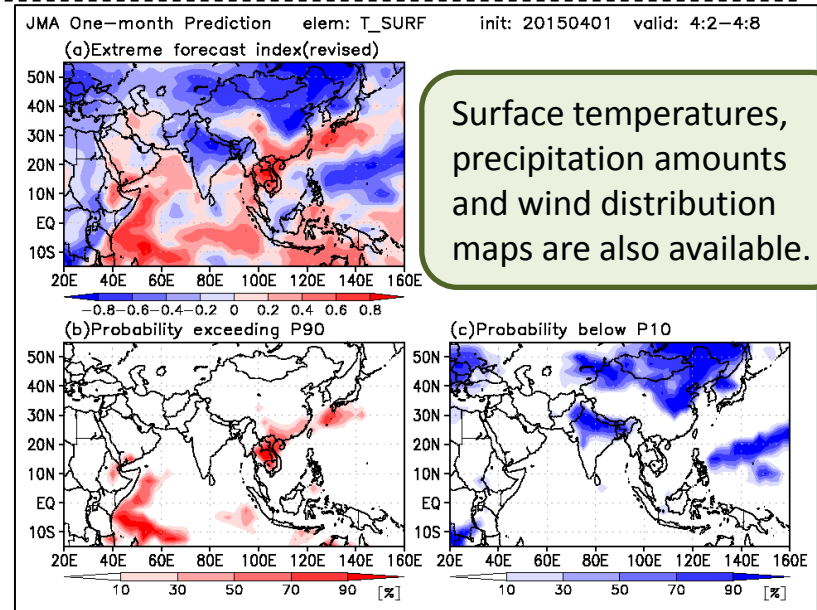 JMA One-month Prediction elem: T_SURF init: 20150401 valid: 4:2-4:8
(a)Extreme forecast index(revised)
50N
40N
30N
20N
10N
EQ
10S
20E 40E 60E 80E 100E 120E 140E 160E
-0.8-0.6-0.4-0.2 0 0.2 0.4 0.6 0.8
Surface temperatures,
precipitation amounts
and wind distribution
maps are also available.
(b)Probability exceeding P90
50N
40N
30N
20N
10N
EQ
10S
20E 40E 60E 80E 100E 120E 140E 160E
10 30 50 70 90 [%]
(c)Probability below P10
50N
40N
30N
20N
10N
EQ
10S
20E 40E 60E 80E 100E 120E 140E 160E
10 30 50 70 90 [%]